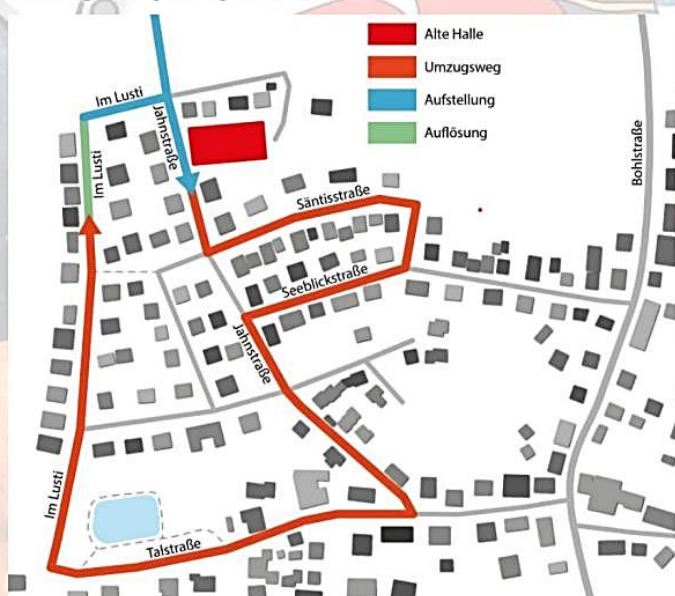 Alte Halle
Umzugsweg
Aufstellung
Auflösung
Im Lusti
Jahnstraße
Im Lusti
Bohlstraße
Säntisstraße
Seeblickstraße
Jahnstraße
Im Lusti
Talstraße